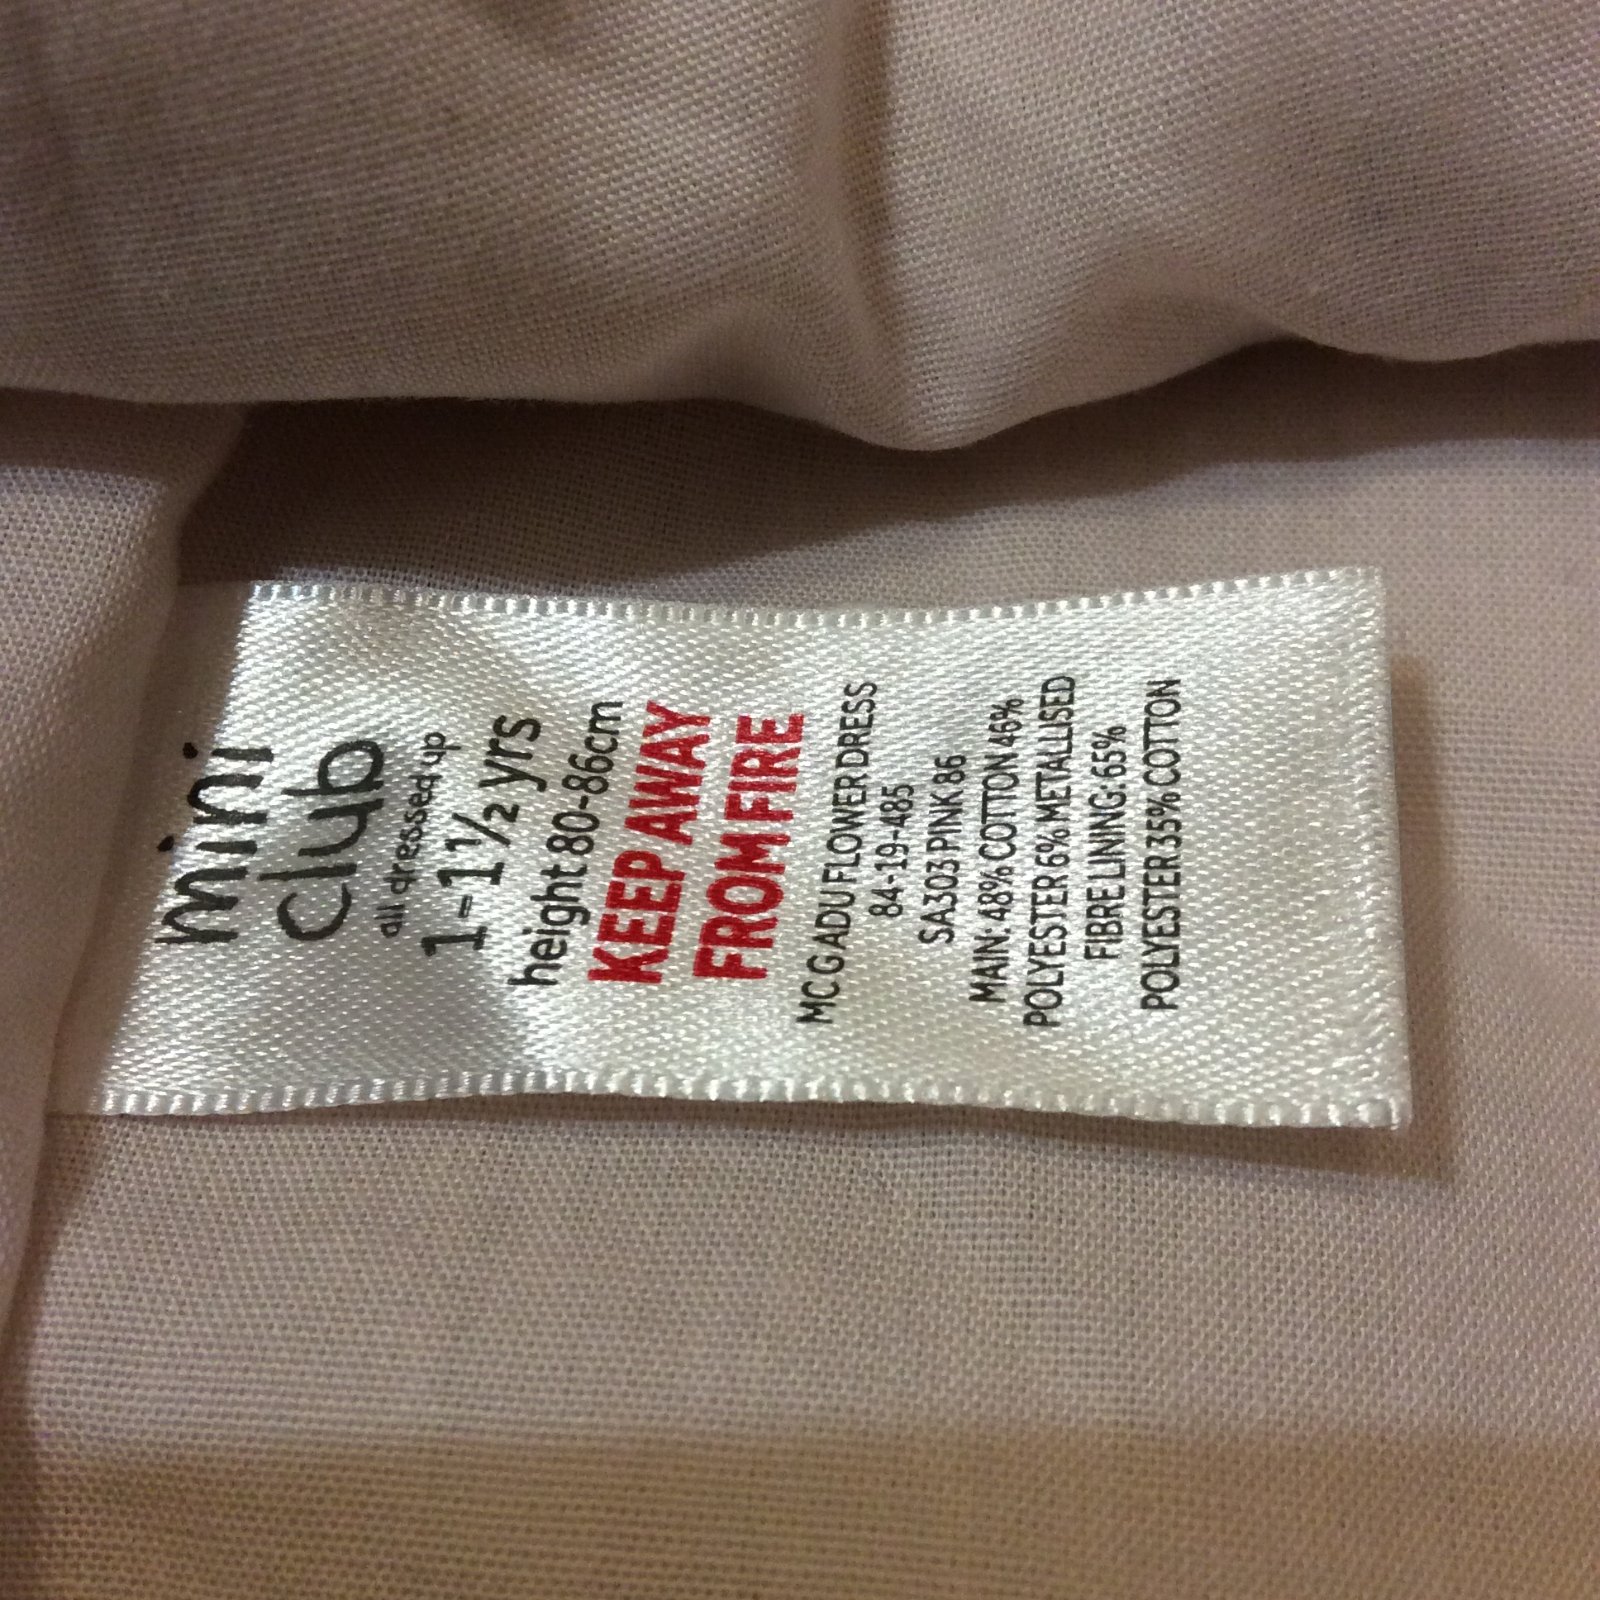 mini
club
all dressed up
1-1½ yrs
height 80-86cm
KEEP AWAY
FROM FIRE
MC G ADU FLOWER DRESS
84-19-485
SA303 PINK 86
MAIN: 48% COTTON 46%
POLYESTER 6% METALLISED
FIBRE LINING: 65%
POLYESTER 35% COTTON